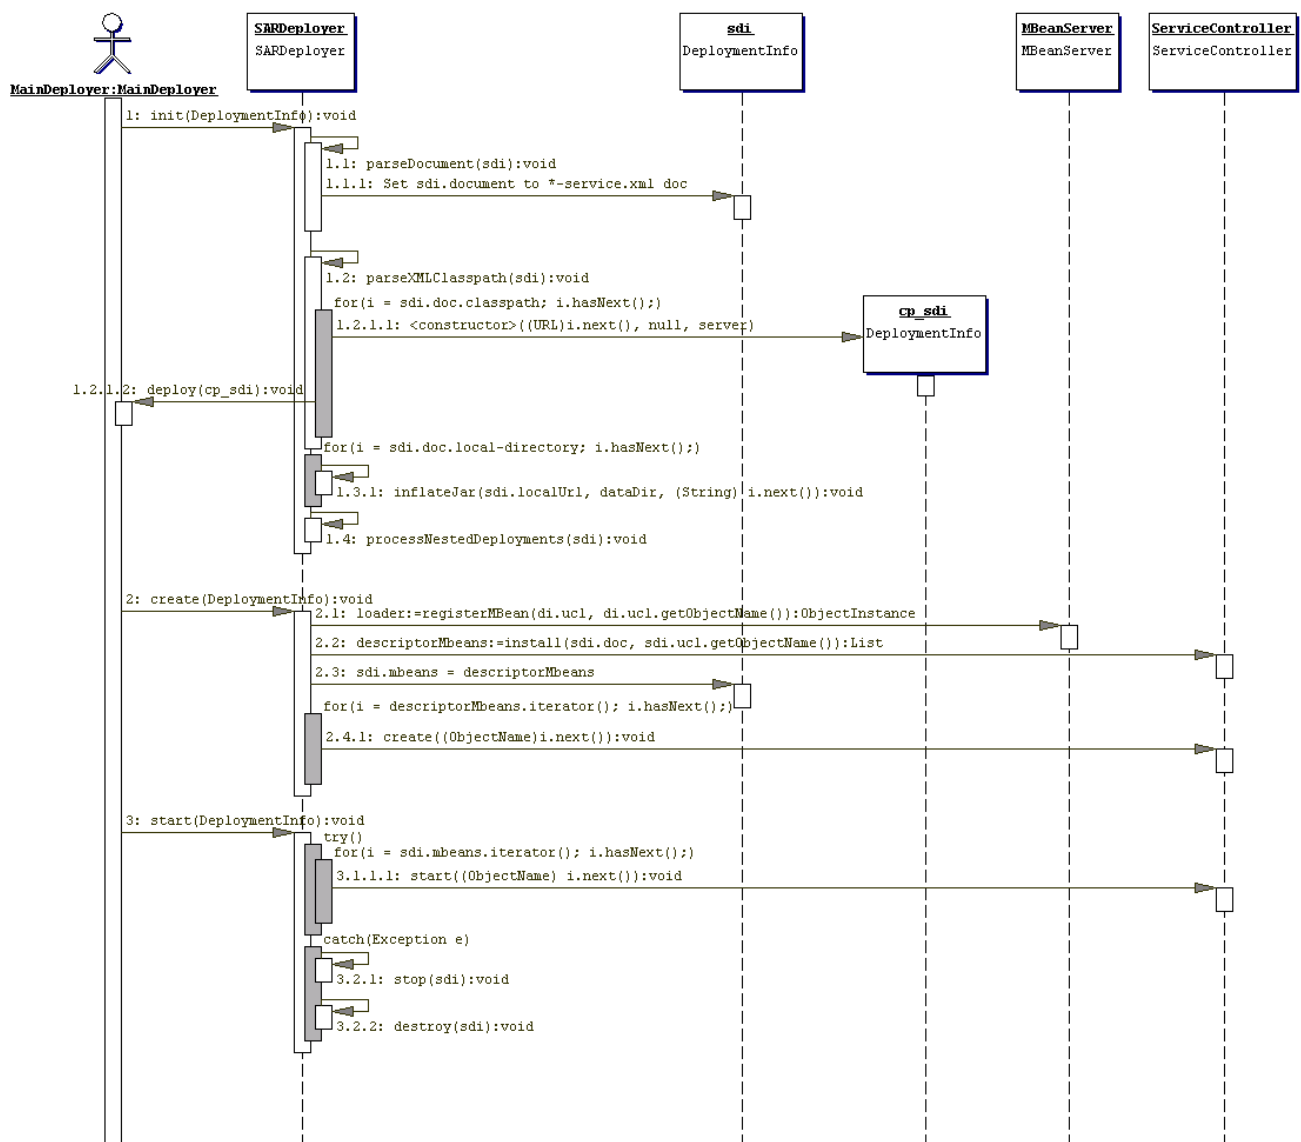 SARDeployer
SARDeployer
sdi
DeploymentInfo
MBeanServer
MBeanServer
ServiceController
ServiceController
MainDeployer:MainDeployer
1: init(DeploymentInfo):void
1.1: parseDocument(sdi):void
1.1.1: Set sdi.document to *-service.xml doc
1.2: parseXMLClasspath(sdi):void
for(i = sdi.doc.classpath; i.hasNext();)
1.2.1.1: <constructor>((URL)i.next(), null, server)
cp_sdi
DeploymentInfo
1.2.1.2: deploy(cp_sdi):void
for(i = sdi.doc.local-directory; i.hasNext();)
1.3.1: inflateJar(sdi.localUrl, dataDir, (String) i.next()):void
1.4: processNestedDeployments(sdi):void
2: create(DeploymentInfo):void
2.1: loader:=registerMBean(di.ucl, di.ucl.getObjectName()):ObjectInstance
2.2: descriptorMbeans:=install(sdi.doc, sdi.ucl.getObjectName()):List
2.3: sdi.mbeans = descriptorMbeans
for(i = descriptorMbeans.iterator(); i.hasNext();)
2.4.1: create((ObjectName)i.next()):void
3: start(DeploymentInfo):void
try()
for(i = sdi.mbeans.iterator(); i.hasNext();)
3.1.1.1: start((ObjectName) i.next()):void
catch(Exception e)
3.2.1: stop(sdi):void
3.2.2: destroy(sdi):void